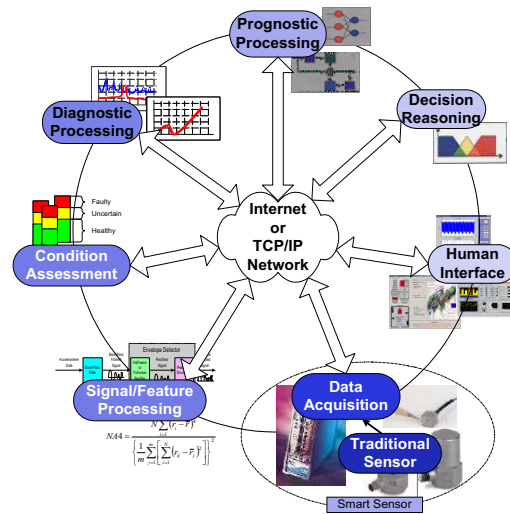 Prognostic
Processing
Decision
Reasoning
Diagnostic
Processing
Internet
or
TCP/IP
Network
Faulty
Uncertain
Healthy
Condition
Assessment
Human
Interface
Envelope Detector
Signal/Feature
Processing
Data
Acquisition
Traditional
Sensor
Smart Sensor